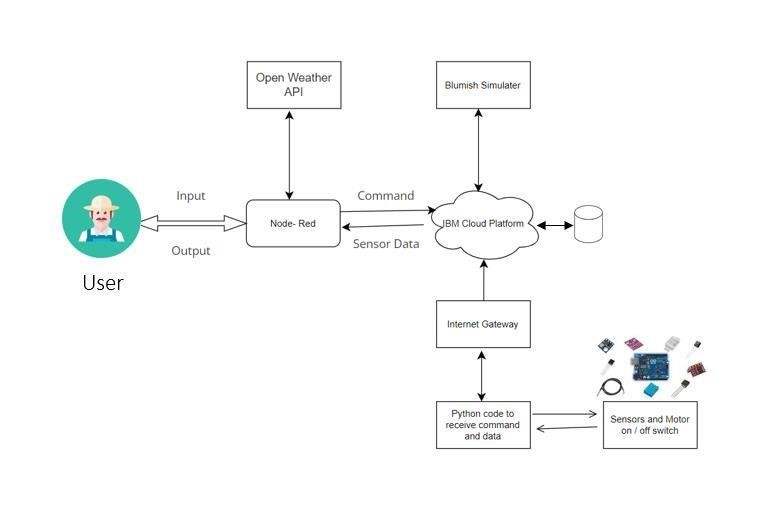 Open Weather
API
Blumish Simulater
Input
Command
Node- Red
IBM Cloud Platform
Output
Sensor Data
User
Internet Gateway
Python code to
receive command
and data
Sensors and Motor
on / off switch